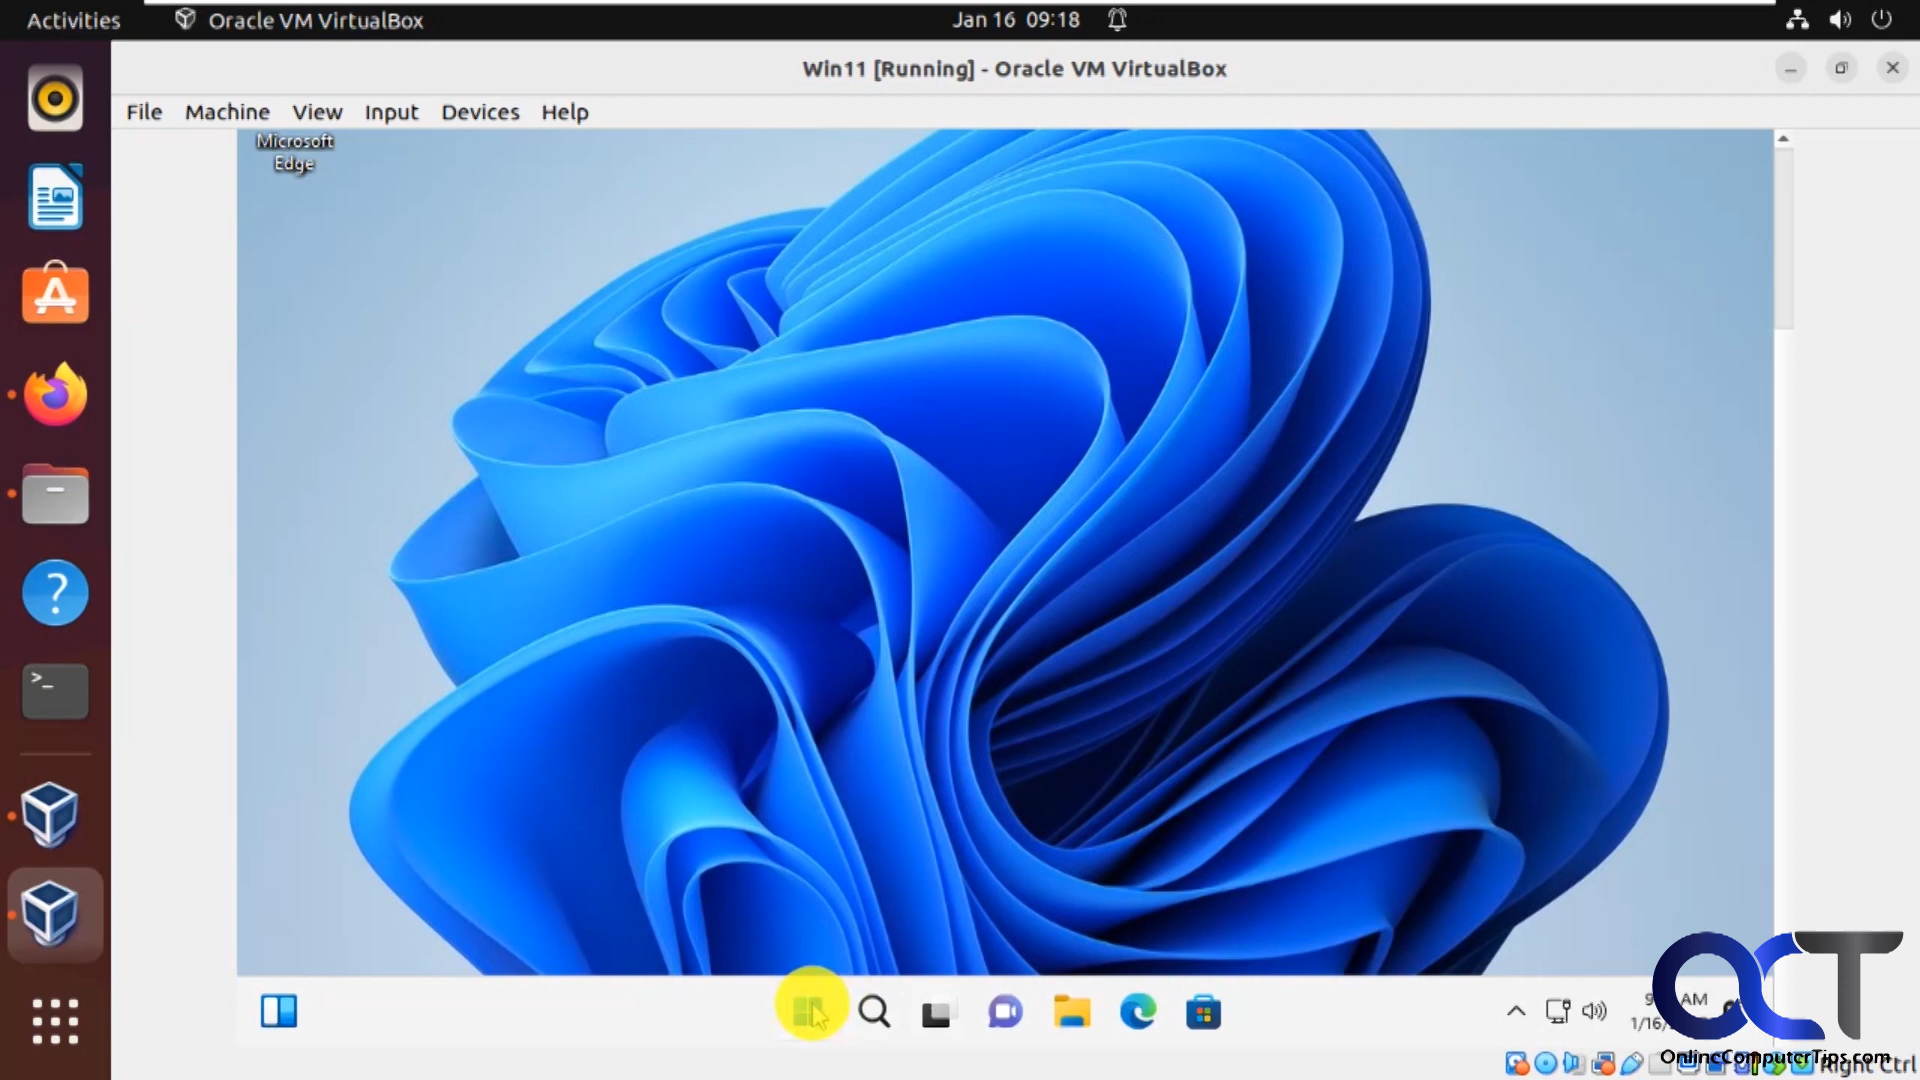 Activities
Oracle VM VirtualBox
Jan 16 09:18
Win11 [Running] - Oracle VM VirtualBox
File Machine View Input Devices Help
Microsoft
Edge
AM
1/16/
OCT
OnlineComputerTips.com
Right Ctrl